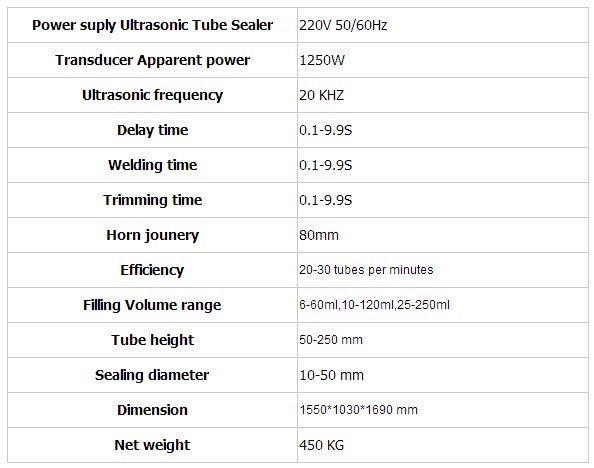 Power suply Ultrasonic Tube Sealer 220V 50/60Hz
Transducer Apparent power 1250W
Ultrasonic frequency 20 KHZ
Delay time 0.1-9.9S
Welding time 0.1-9.9S
Trimming time 0.1-9.9S
Horn jounery 80mm
Efficiency 20-30 tubes per minutes
Filling Volume range 6-60ml,10-120ml,25-250ml
Tube height 50-250 mm
Sealing diameter 10-50 mm
Dimension 1550*1030*1690 mm
Net weight 450 KG